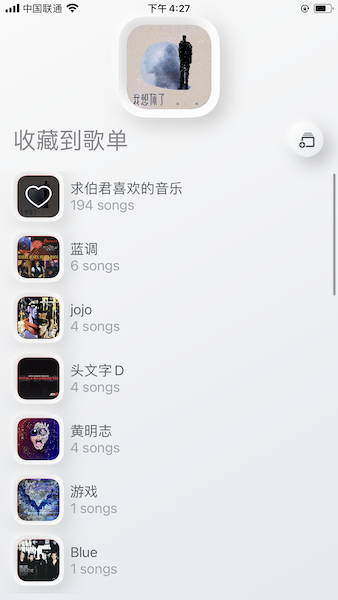 中国联通
下午4:27
我想你了
收藏到歌单
求伯君喜欢的音乐
194 songs
蓝调
6 songs
jojo
4 songs
头文字D
4 songs
黄明志
4 songs
游戏
1 songs
Blue
1 songs